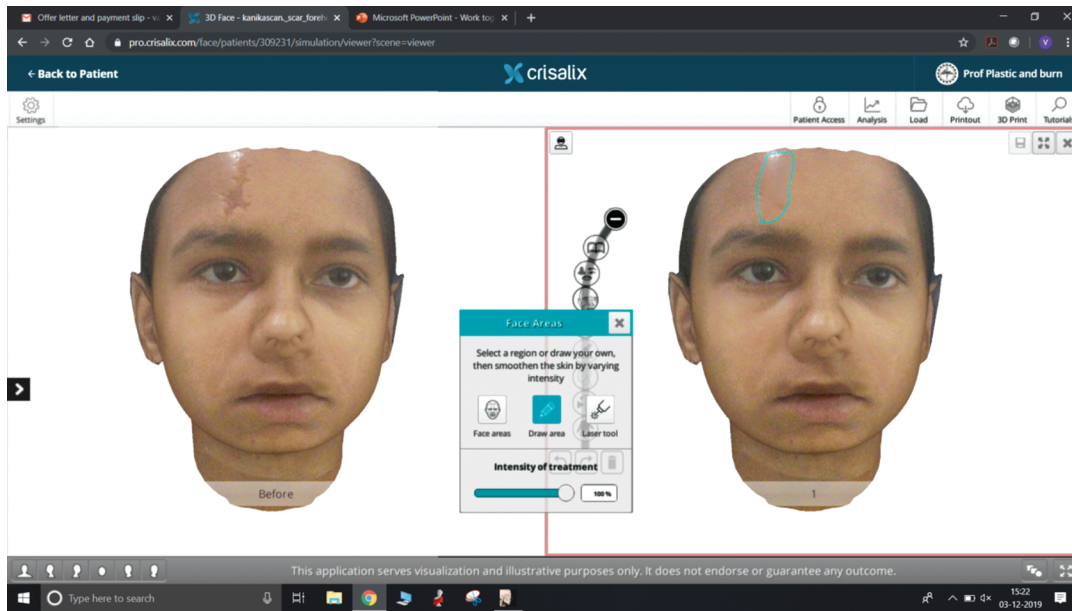 Offer letter and payment slip - v
3D Face - kanikascan._scar_foreh
Microsoft PowerPoint - Work tog
pro.crisalix.com/face/patients/309231/simulation/viewer?scene=viewer
V
Back to Patient
crisalix
Prof Plastic and burn
Settings
Patient Access
Analysis
Load
Printout
3D Print
Tutorials
Face Areas
Select a region or draw your own,
then smoothen the skin by varying
intensity
Face areas
Draw area
Laser tool
Intensity of treatment
100 %
Before
1
This application serves visualization and illustrative purposes only. It does not endorse or guarantee any outcome.
Type here to search
15:22
03-12-2019